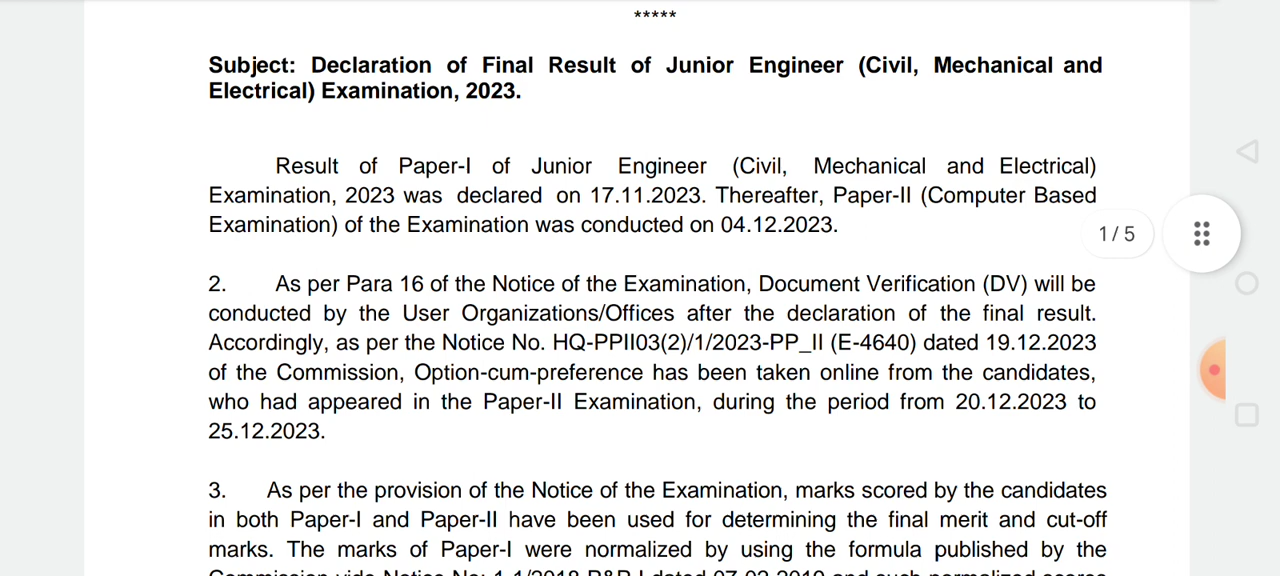 *****
Subject: Declaration of Final Result of Junior Engineer (Civil, Mechanical and
Electrical) Examination, 2023.
Result of Paper-I of Junior Engineer (Civil, Mechanical and Electrical)
Examination, 2023 was declared on 17.11.2023. Thereafter, Paper-II (Computer Based
Examination) of the Examination was conducted on 04.12.2023.
1 / 5
2. As per Para 16 of the Notice of the Examination, Document Verification (DV) will be
conducted by the User Organizations/Offices after the declaration of the final result.
Accordingly, as per the Notice No. HQ-PPII03(2)/1/2023-PP_II (E-4640) dated 19.12.2023
of the Commission, Option-cum-preference has been taken online from the candidates,
who had appeared in the Paper-II Examination, during the period from 20.12.2023 to
25.12.2023.
3. As per the provision of the Notice of the Examination, marks scored by the candidates
in both Paper-I and Paper-II have been used for determining the final merit and cut-off
marks. The marks of Paper-I were normalized by using the formula published by the